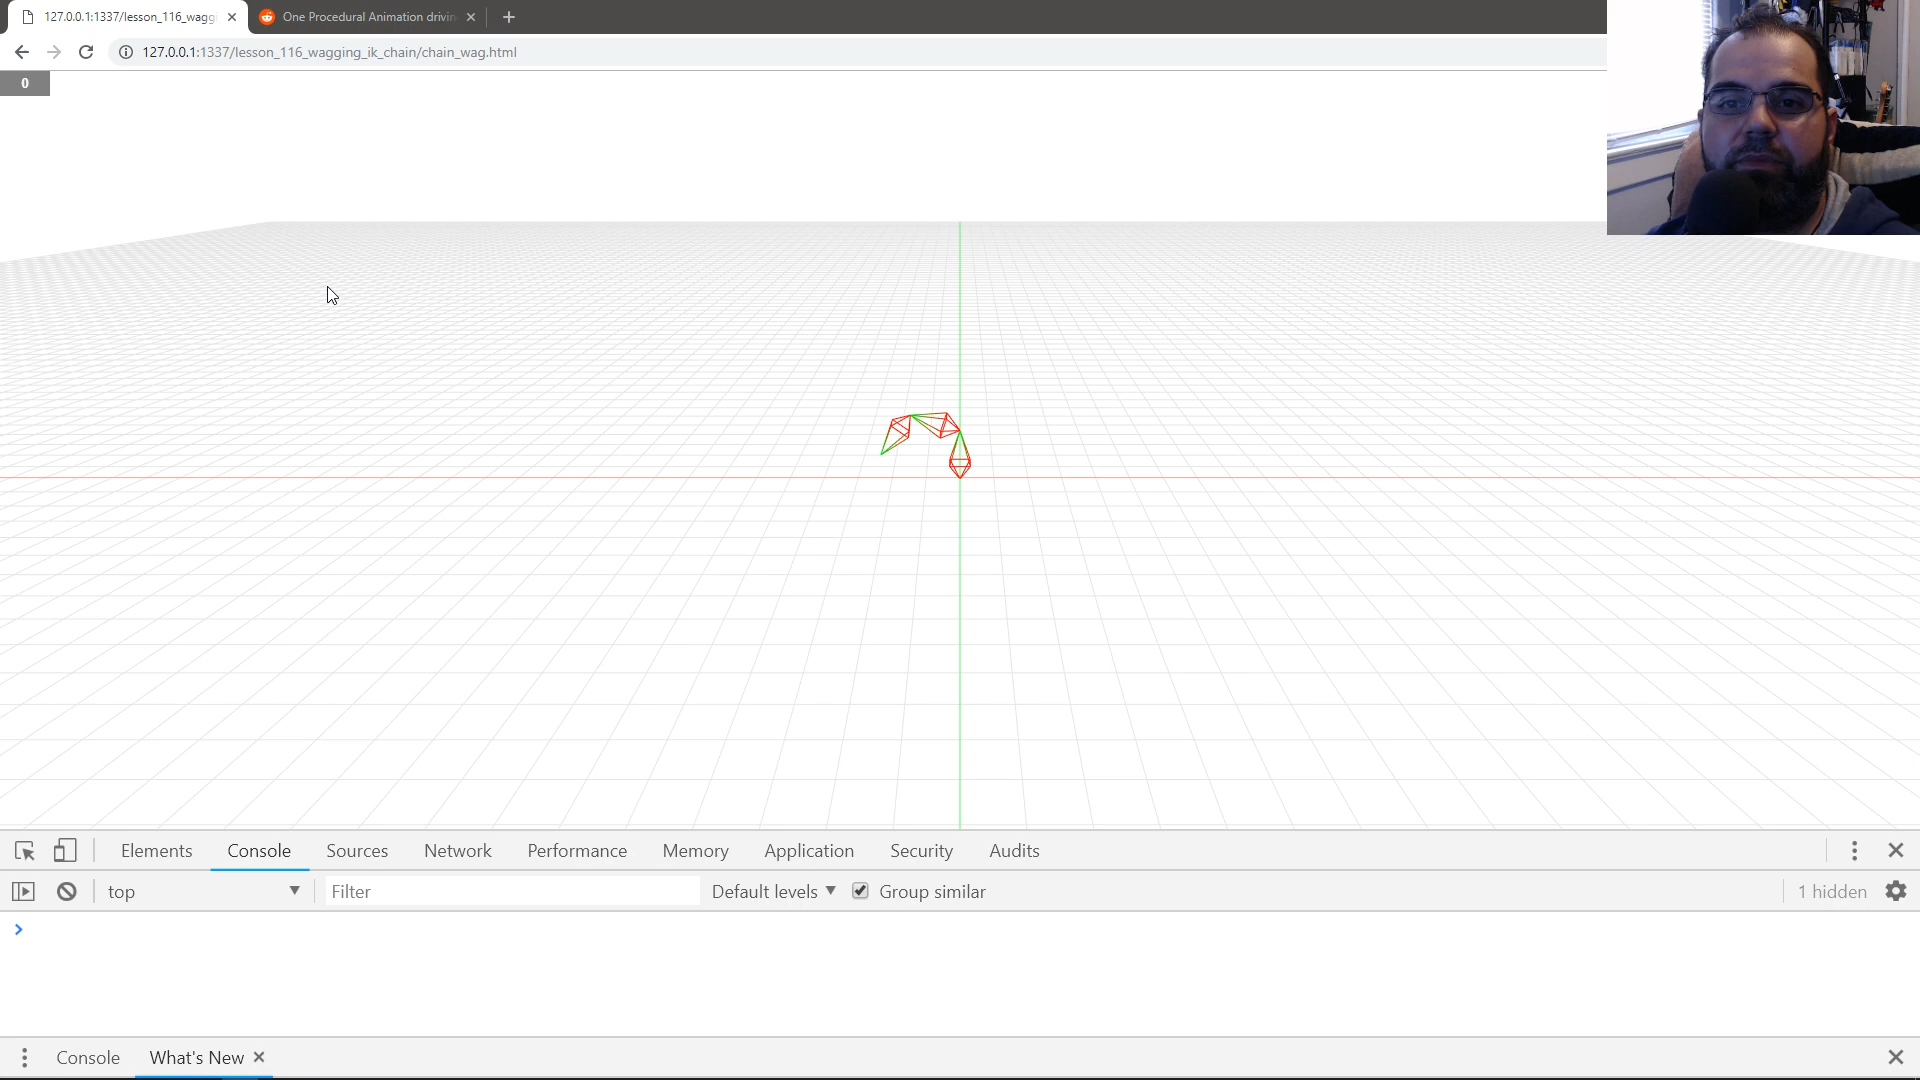 127.0.0.1:1337/lesson_116_waggi
One Procedural Animation drivin
127.0.0.1:1337/lesson_116_wagging_ik_chain/chain_wag.html
0
Elements Console Sources Network Performance Memory Application Security Audits
top Filter Default levels Group similar 1 hidden
Console What's New